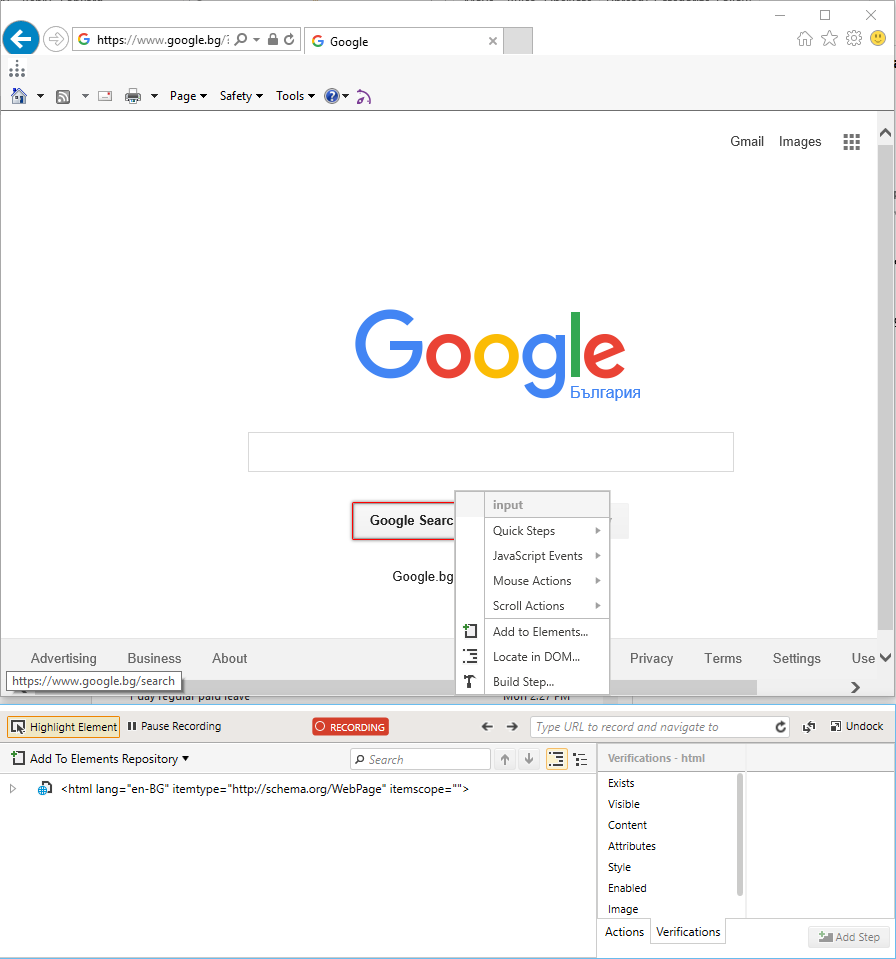 https://www.google.bg/?
Google
Page
Safety
Tools
Gmail
Images
Google
България
Google Searc
input
Quick Steps
JavaScript Events
Mouse Actions
Scroll Actions
Add to Elements...
Locate in DOM...
Build Step...
Google.bg
Advertising
Business
About
Privacy
Terms
Settings
Use
https://www.google.bg/search
1 day regular paid leave
Mon 2:27 PM
Highlight Element
Pause Recording
RECORDING
Type URL to record and navigate to
Undock
Add To Elements Repository
Search
<html lang="en-BG" itemtype="http://schema.org/WebPage" itemscope="">
Verifications - html
Exists
Visible
Content
Attributes
Style
Enabled
Image
Actions
Verifications
Add Step